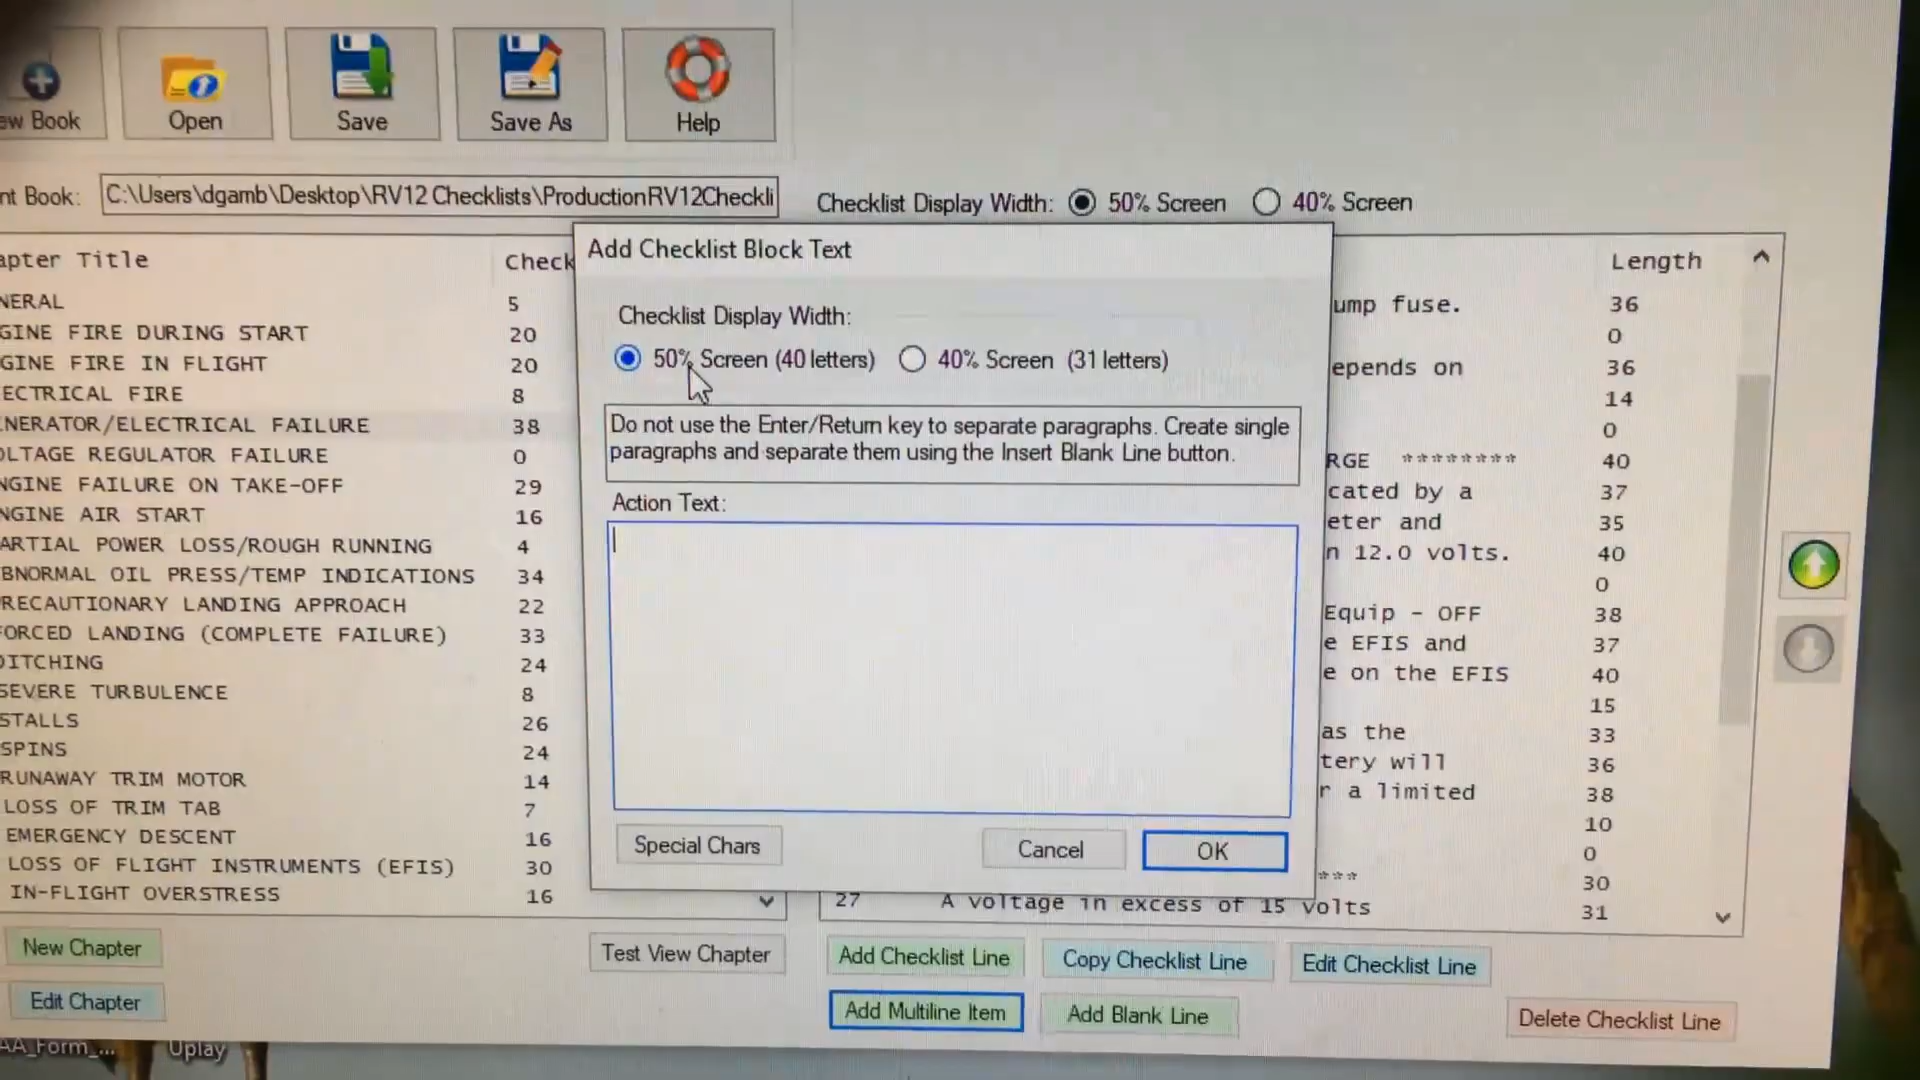 ew Book
Open
Save
Save As
Help
nt Book:
C:\Users\dgamb\Desktop\RV12 Checklists\ProductionRV12Checkli
Checklist Display Width:
50% Screen
40% Screen
apter Title
Check
NERAL
5
GINE FIRE DURING START
20
GINE FIRE IN FLIGHT
20
ECTRICAL FIRE
8
NERATOR/ELECTRICAL FAILURE
38
OLTAGE REGULATOR FAILURE
0
NGINE FAILURE ON TAKE-OFF
29
NGINE AIR START
16
ARTIAL POWER LOSS/ROUGH RUNNING
4
BNORMAL OIL PRESS/TEMP INDICATIONS
34
RECAUTIONARY LANDING APPROACH
22
FORCED LANDING (COMPLETE FAILURE)
33
DITCHING
24
SEVERE TURBULENCE
8
STALLS
26
SPINS
24
RUNAWAY TRIM MOTOR
14
LOSS OF TRIM TAB
7
EMERGENCY DESCENT
16
LOSS OF FLIGHT INSTRUMENTS (EFIS)
30
IN-FLIGHT OVERSTRESS
16
Add Checklist Block Text
Checklist Display Width:
50% Screen (40 letters)
40% Screen (31 letters)
Do not use the Enter/Return key to separate paragraphs. Create single
paragraphs and separate them using the Insert Blank Line button.
Action Text:
Special Chars
Cancel
OK
Length
ump fuse.
36
0
epends on
36
14
0
RGE ********
40
cated by a
37
eter and
35
n 12.0 volts.
40
0
Equip - OFF
38
e EFIS and
37
e on the EFIS
40
15
as the
33
tery will
36
r a limited
38
10
0
***
30
27
A voltage in excess of 15 volts
31
New Chapter
Edit Chapter
Test View Chapter
Add Checklist Line
Copy Checklist Line
Edit Checklist Line
Add Multiline Item
Add Blank Line
Delete Checklist Line
AA_Form_...
Uplay